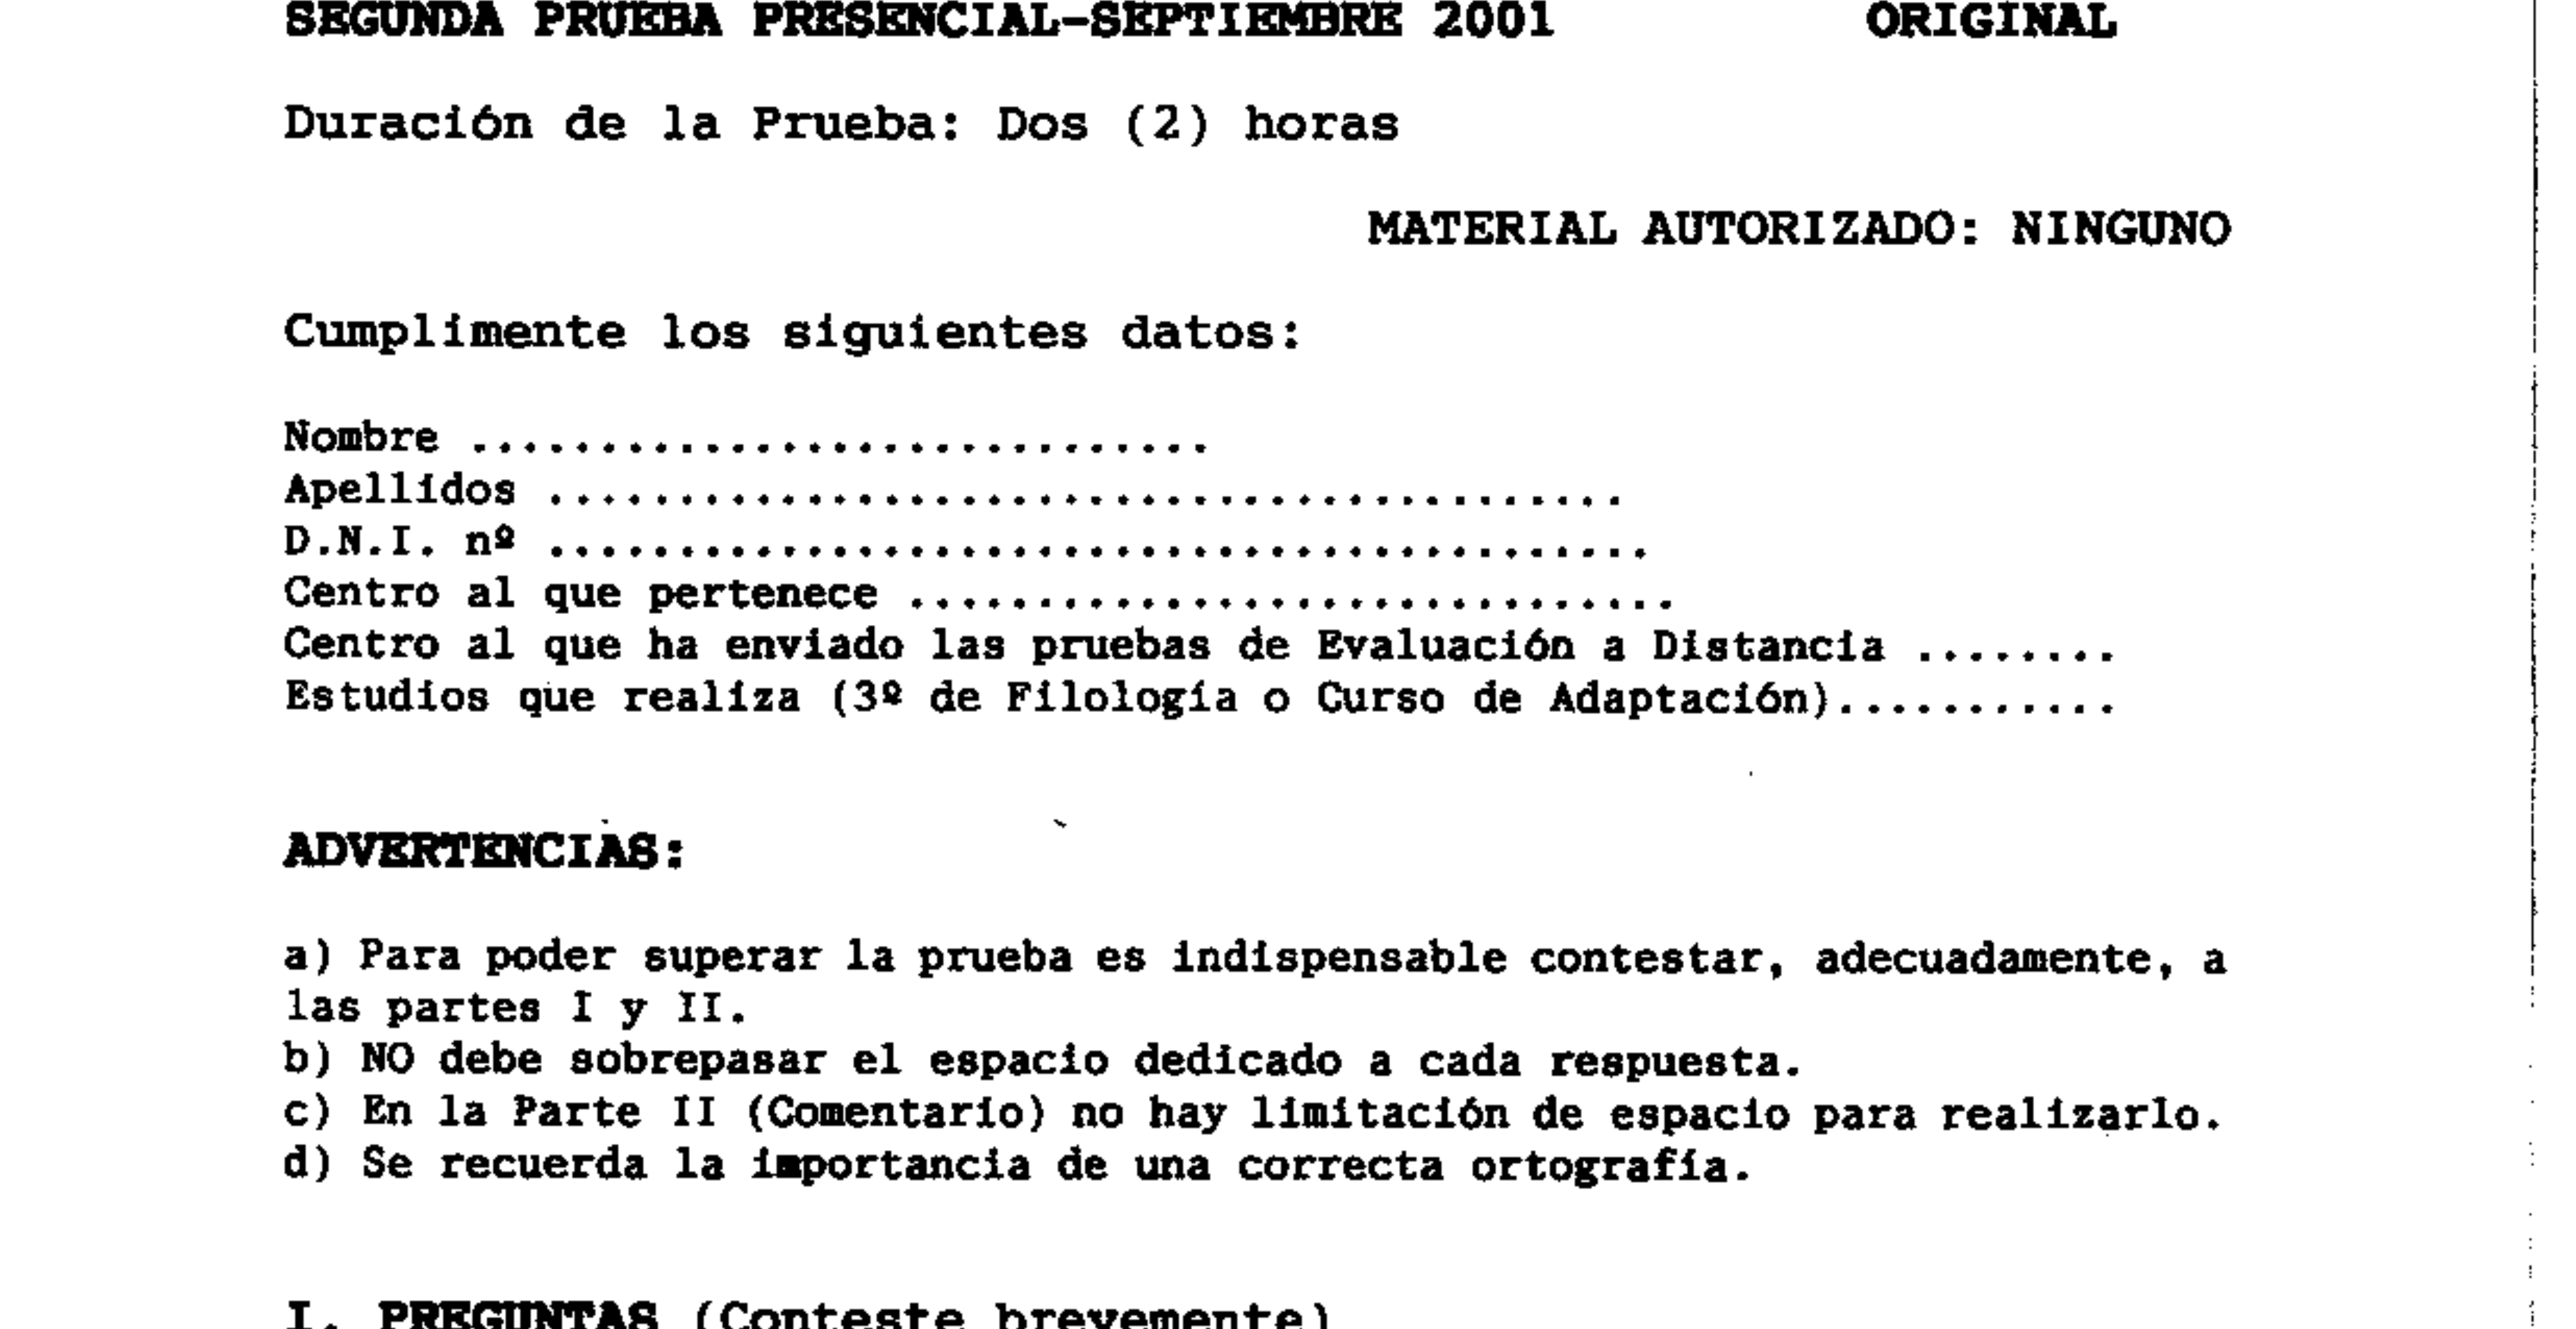 SEGUNDA PRUEBA PRESENCIAL-SEPTIEMBRE 2001 ORIGINAL
Duración de la Prueba: Dos (2) horas
MATERIAL AUTORIZADO: NINGUNO
Cumplimente los siguientes datos:
Nombre .............................
Apellidos ..........................................
D.N.I. nº ...........................................
Centro al que pertenece ..............................
Centro al que ha enviado las pruebas de Evaluación a Distancia ........
Estudios que realiza (3º de Filología o Curso de Adaptación)...........
ADVERTENCIAS:
a) Para poder superar la prueba es indispensable contestar, adecuadamente, a
las partes I y II.
b) NO debe sobrepasar el espacio dedicado a cada respuesta.
c) En la Parte II (Comentario) no hay limitación de espacio para realizarlo.
d) Se recuerda la importancia de una correcta ortografía.
I. PREGUNTAS (Conteste brevemente)